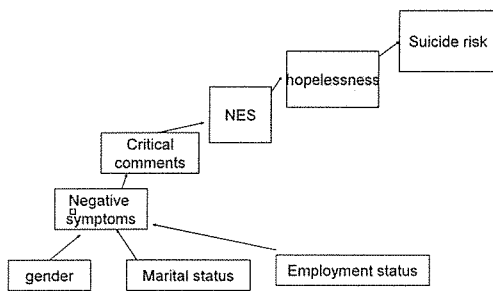 Suicide risk
hopelessness
NES
Critical
comments
Negative
symptoms
gender
Marital status
Employment status